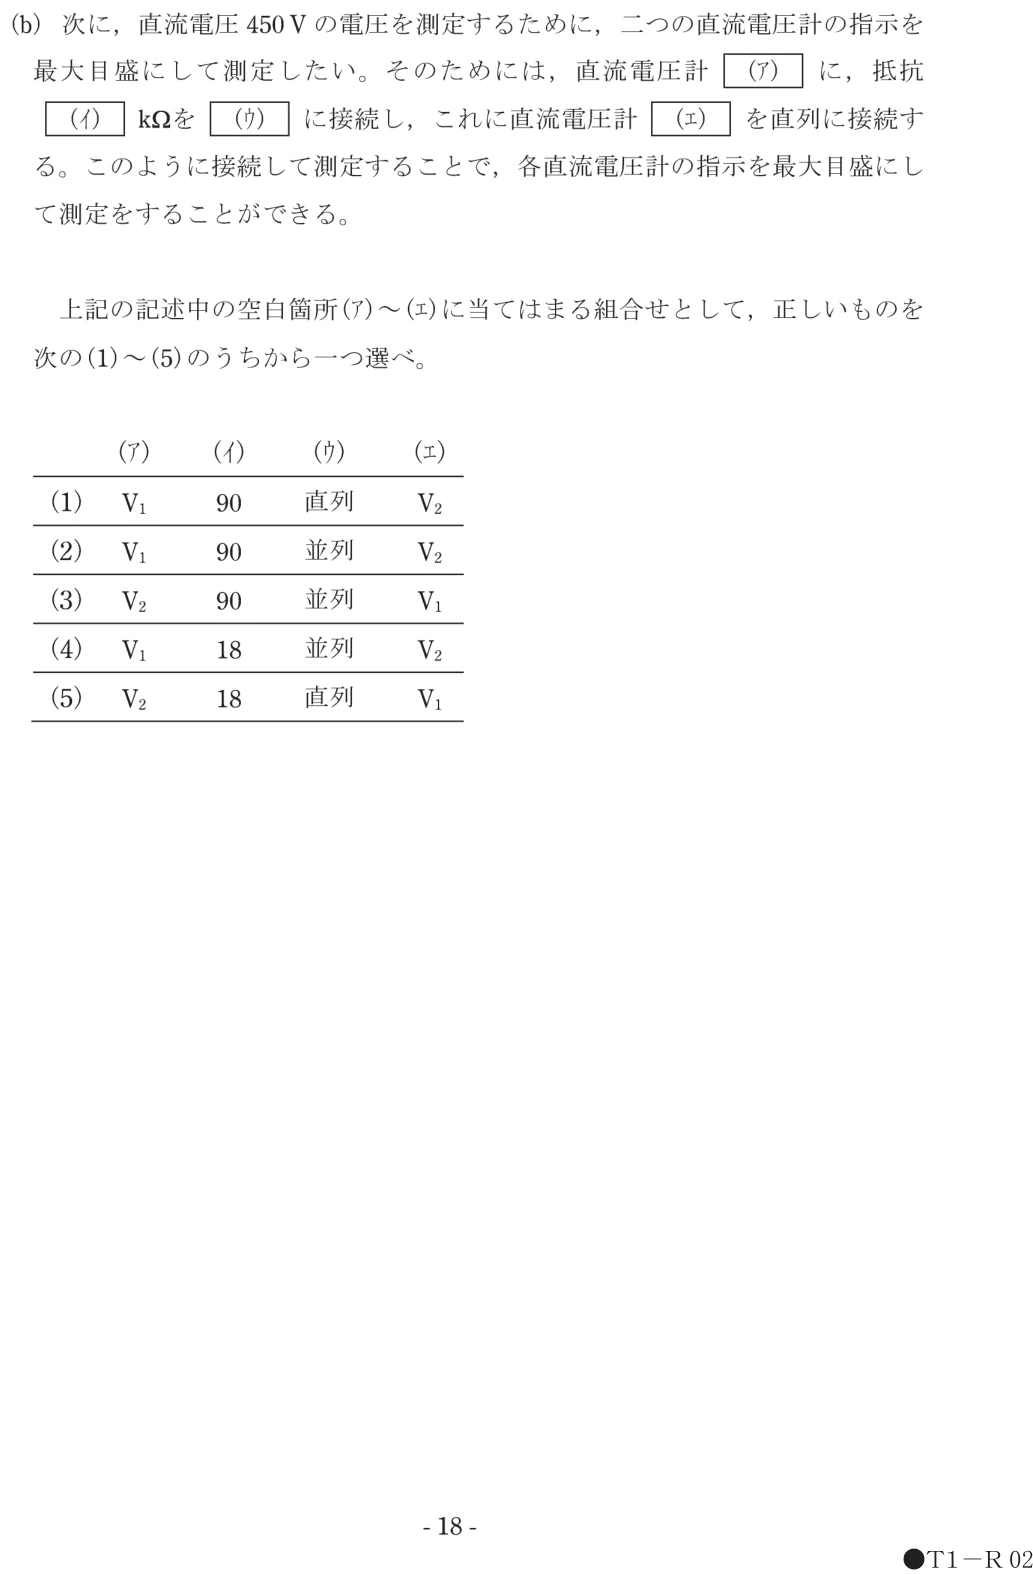 (b) 次に，直流電圧 450 V の電圧を測定するために，二つの直流電圧計の指示を
最大目盛にして測定したい。そのためには，直流電圧計 (ｱ) に，抵抗
(ｲ) kΩを (ｳ) に接続し，これに直流電圧計 (ｴ) を直列に接続す
る。このように接続して測定することで，各直流電圧計の指示を最大目盛にし
て測定をすることができる。
上記の記述中の空白箇所(ｱ)～(ｴ)に当てはまる組合せとして，正しいものを
次の(1)～(5)のうちから一つ選べ。
(ｱ) (ｲ) (ｳ) (ｴ)
(1) V₁ 90 直列 V₂
(2) V₁ 90 並列 V₂
(3) V₂ 90 並列 V₁
(4) V₁ 18 並列 V₂
(5) V₂ 18 直列 V₁
- 18 -
●T1－R 02